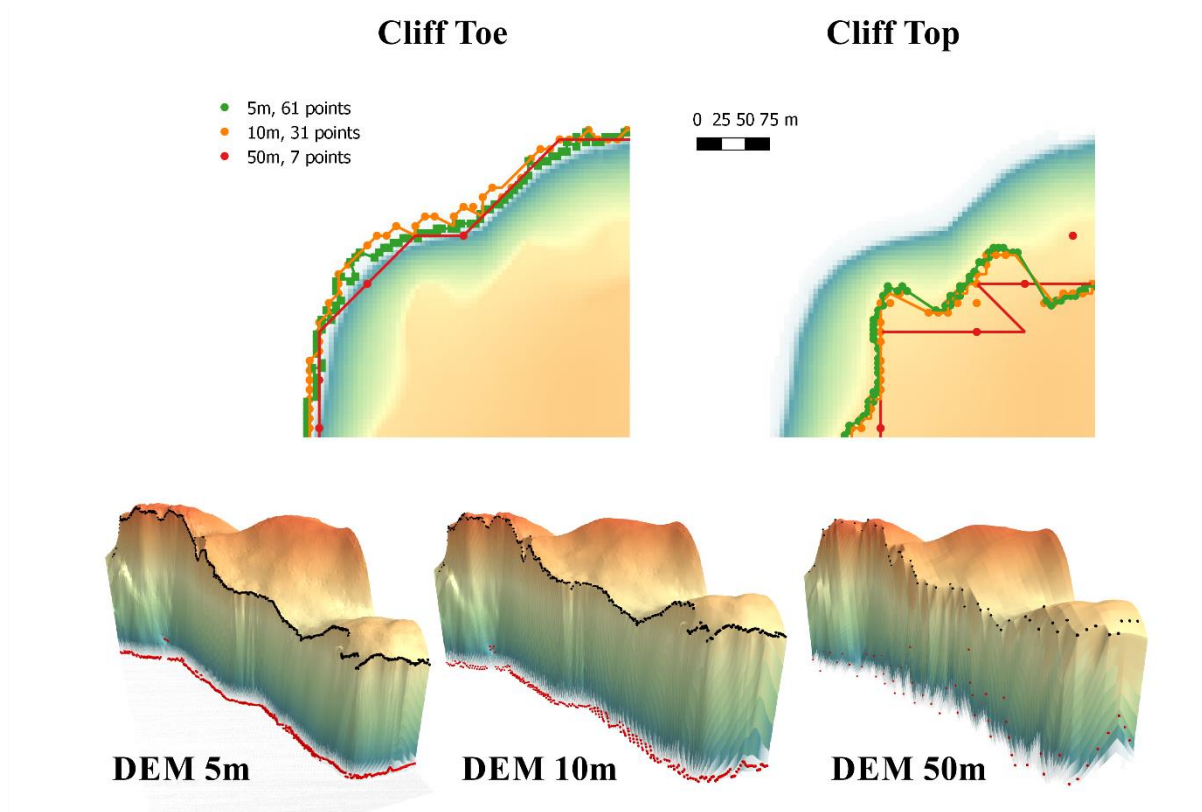 Cliff Toe
Cliff Top
5m, 61 points
10m, 31 points
50m, 7 points
0 25 50 75 m
DEM 5m
DEM 10m
DEM 50m